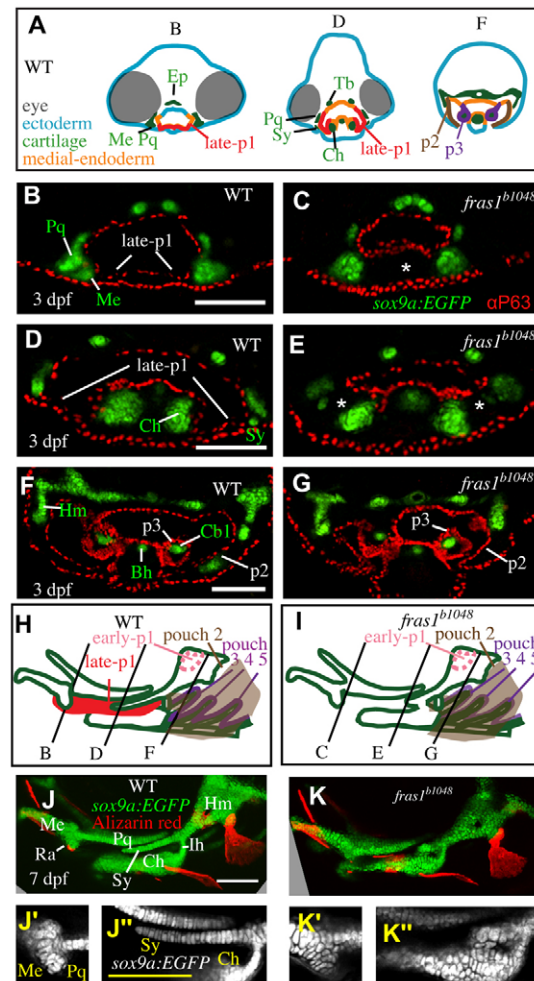 A
B
D
F
WT
eye
ectoderm
cartilage
medial-endoderm
Ep
Me Pq
late-p1
Tb
Pq
Sy
Ch
late-p1
p2
p3
B
WT
Pq
late-p1
Me
3 dpf
C
fras1b1048
*
sox9a:EGFP αP63
D
WT
late-p1
Ch
Sy
3 dpf
E
fras1b1048
* *
F
WT
Hm
p3
Cb1
Bh
p2
3 dpf
G
fras1b1048
p3
p2
H
WT
early-p1
pouch 2
late-p1
pouch
3 4 5
B D F
I
fras1b1048
early-p1
pouch 2
pouch
3 4 5
C E G
J
WT
sox9a:EGFP
Alizarin red
Hm
Me
Pq
Ih
Ra
Ch
Sy
7 dpf
K
fras1b1048
J'
Me Pq
J"
Sy
Ch
sox9a:EGFP
K'
K"